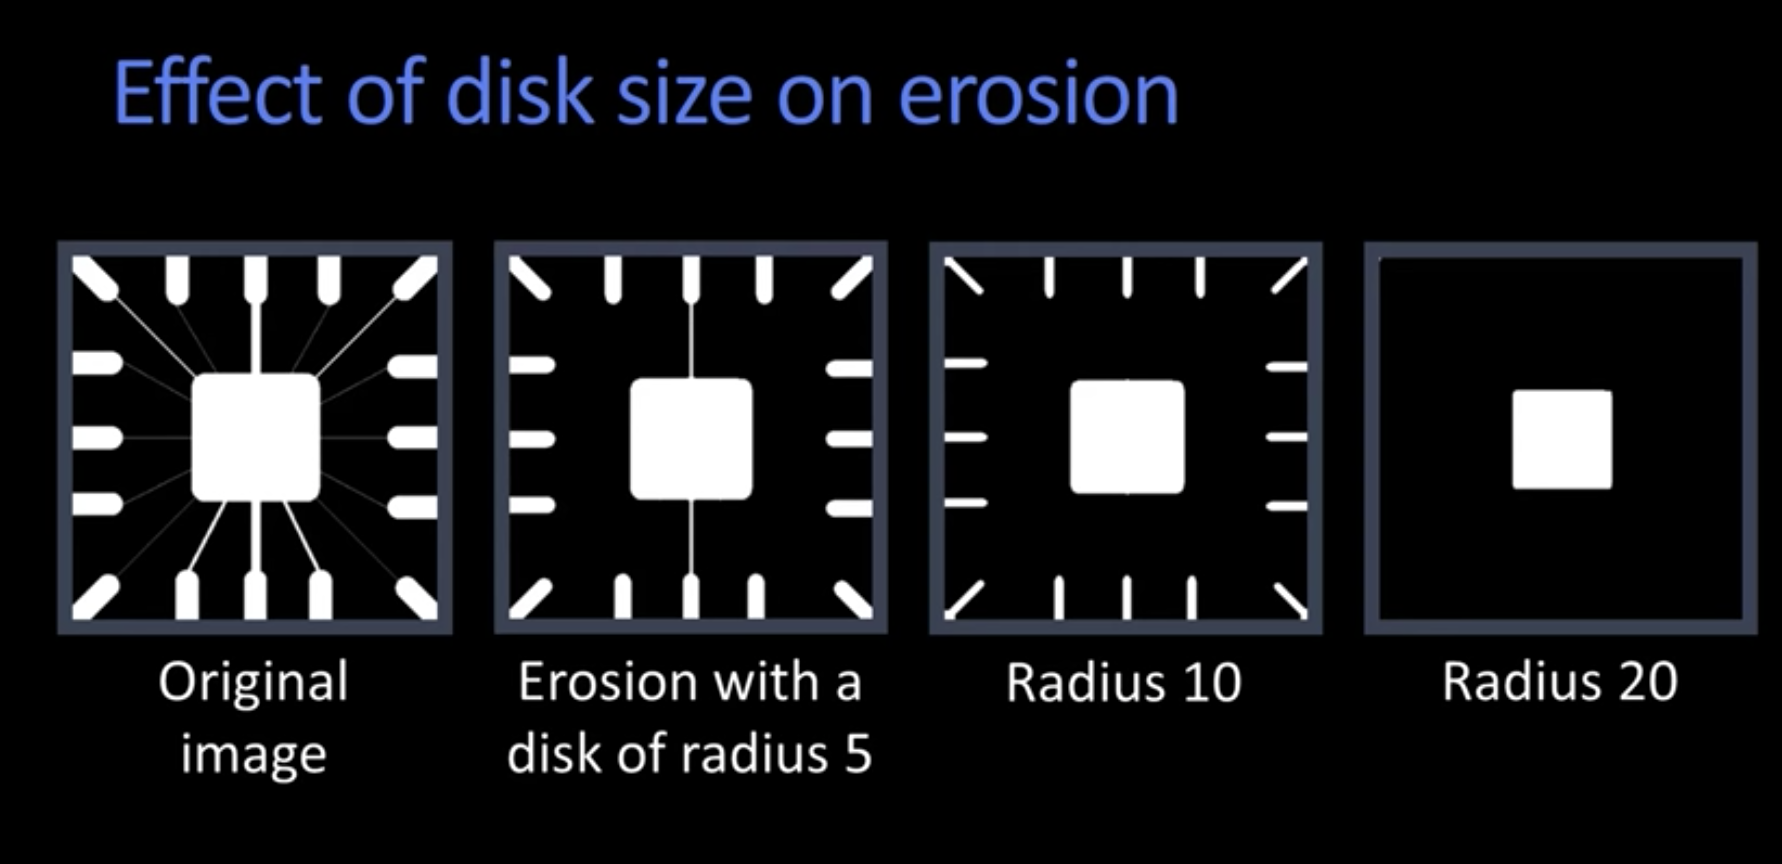 Effect of disk size on erosion
Original
image
Erosion with a
disk of radius 5
Radius 10
Radius 20